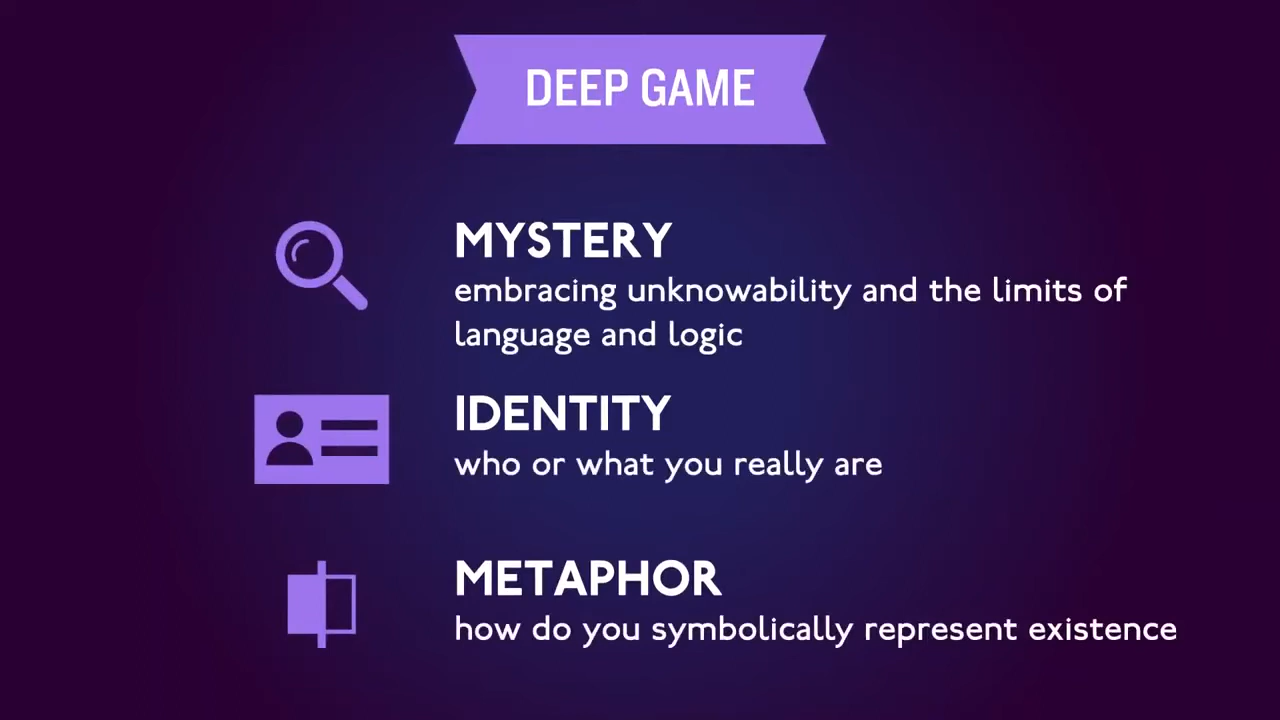 DEEP GAME
MYSTERY
embracing unknowability and the limits of
language and logic
IDENTITY
who or what you really are
METAPHOR
how do you symbolically represent existence